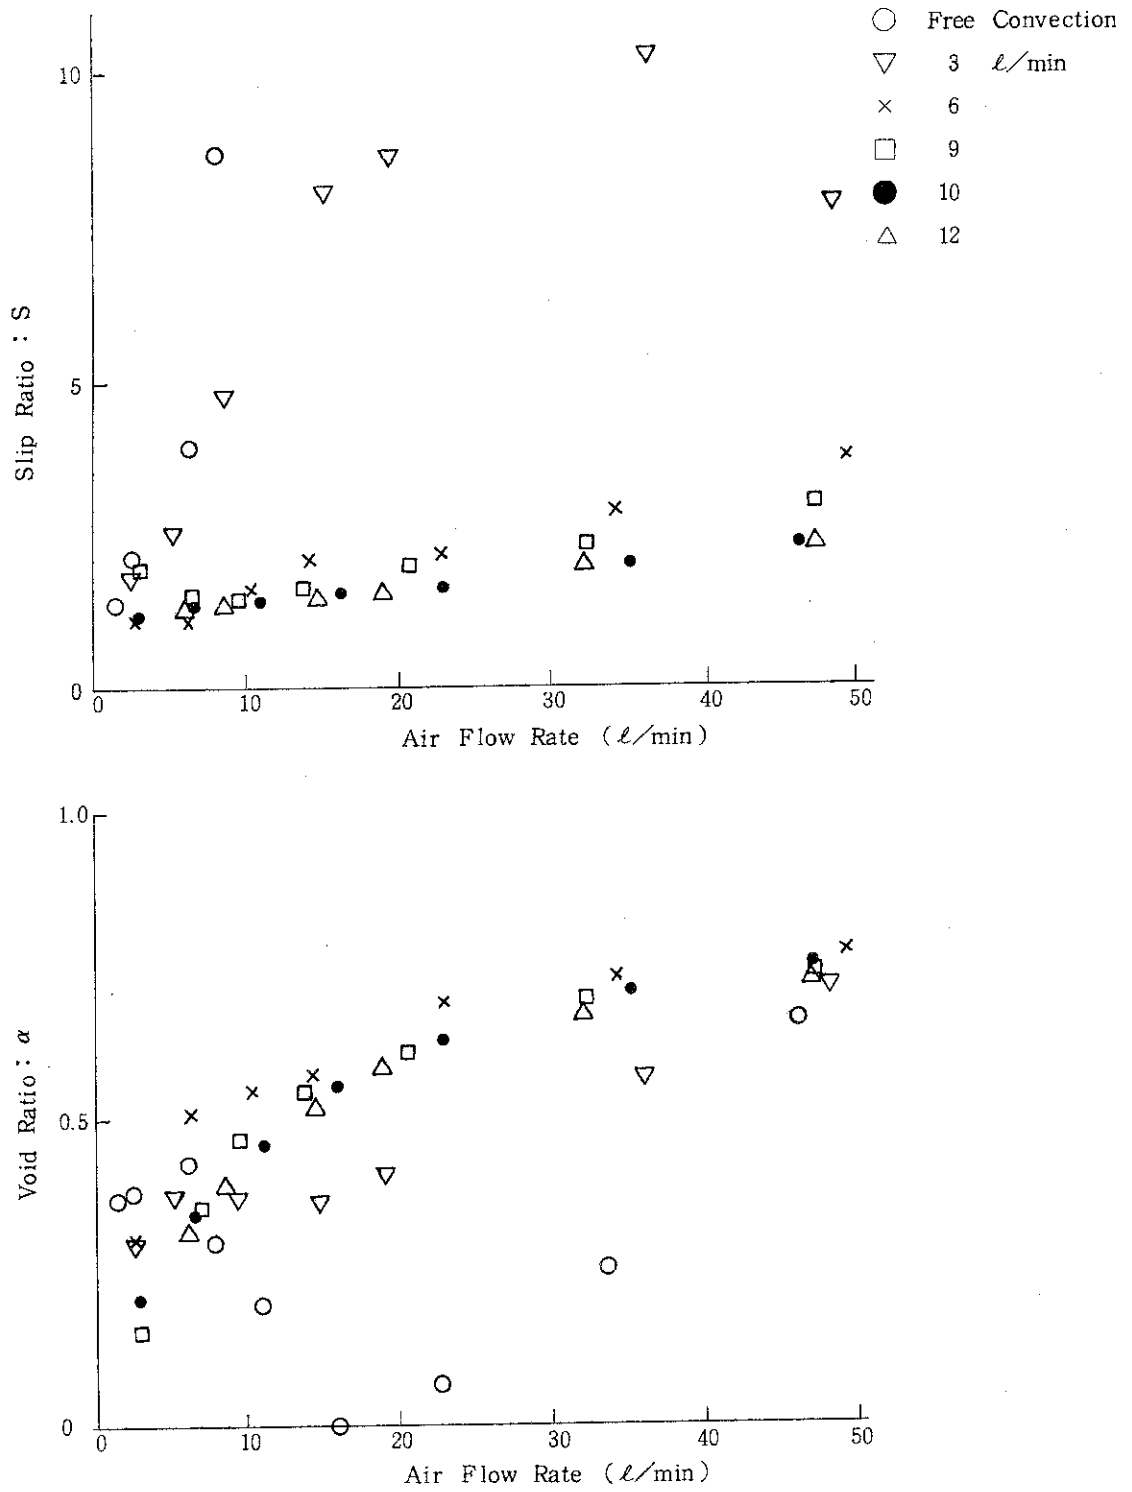 Free Convection
3 ℓ/min
6
9
10
12
10
5
0
Slip Ratio : S
0 10 20 30 40 50
Air Flow Rate (ℓ/min)
1.0
0.5
0
Void Ratio : α
0 10 20 30 40 50
Air Flow Rate (ℓ/min)